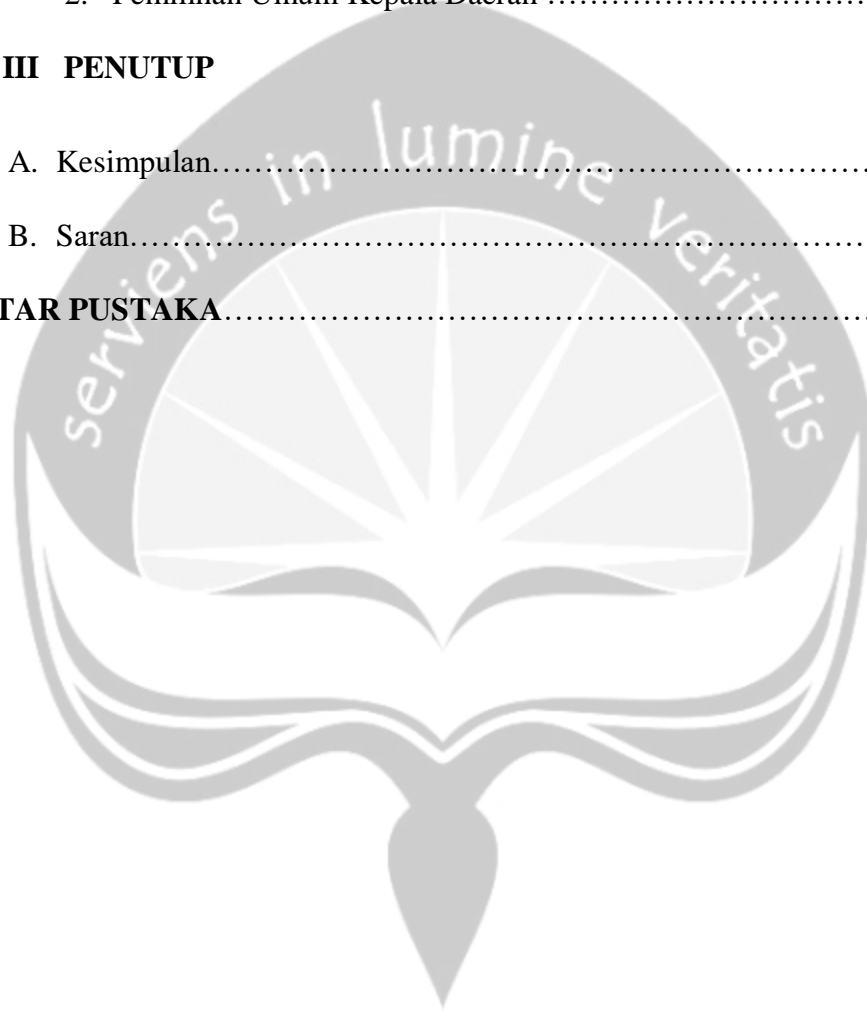 2. Pemilihan Umum Kepala Daerah ………………………………
III PENUTUP
A. Kesimpulan………………………………………………………………
B. Saran………………………………………………………………………
TAR PUSTAKA………………………………………………………………
serviens in lumine veritatis